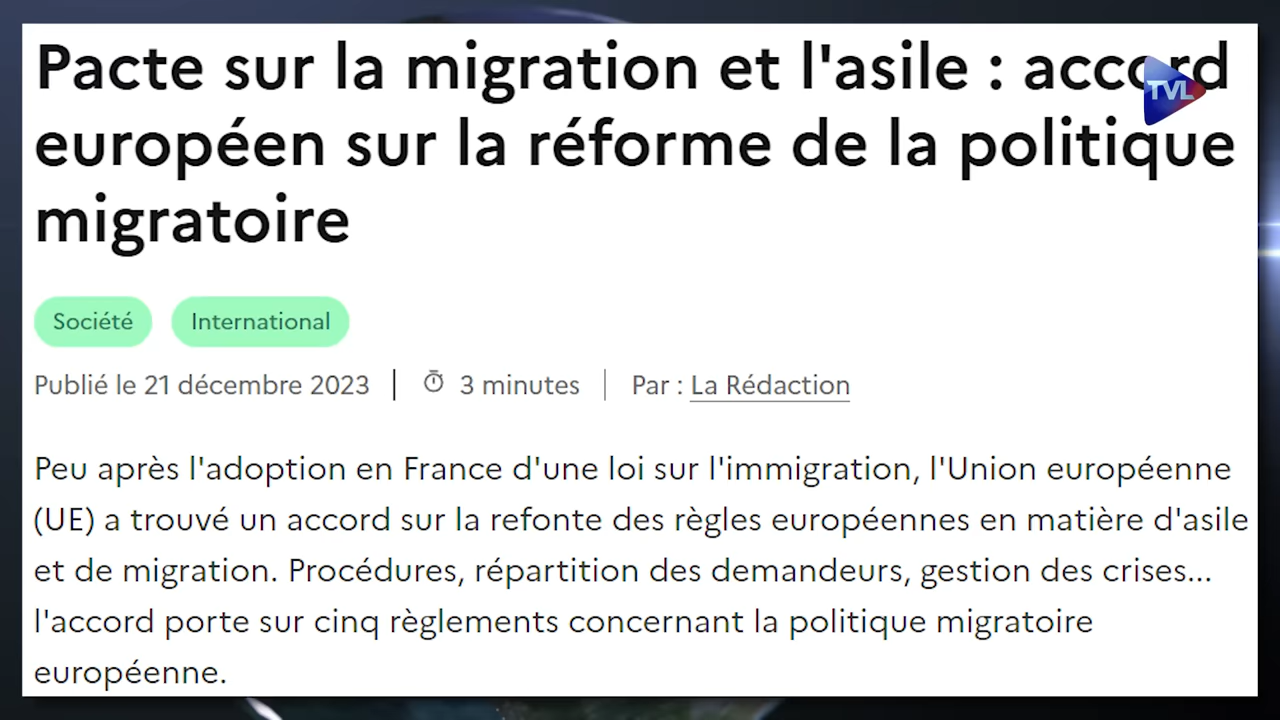 Pacte sur la migration et l'asile : accord
européen sur la réforme de la politique
migratoire
TVL
Société International
Publié le 21 décembre 2023 | 3 minutes | Par : La Rédaction
Peu après l'adoption en France d'une loi sur l'immigration, l'Union européenne
(UE) a trouvé un accord sur la refonte des règles européennes en matière d'asile
et de migration. Procédures, répartition des demandeurs, gestion des crises...
l'accord porte sur cinq règlements concernant la politique migratoire
européenne.